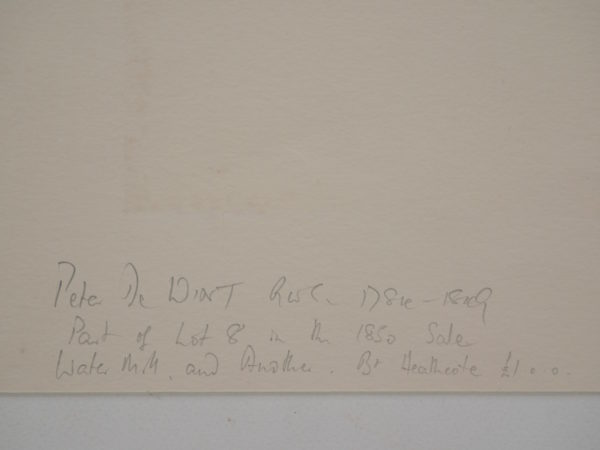 Peter De WINT RWS. 1784-1849
Part of Lot 8 in the 1850 Sale
Water Mill, and Another. Bt Heathcote £1.0.0.